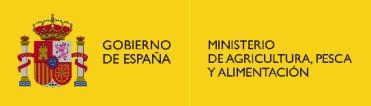 GOBIERNO
DE ESPAÑA
MINISTERIO
DE AGRICULTURA, PESCA
Y ALIMENTACIÓN